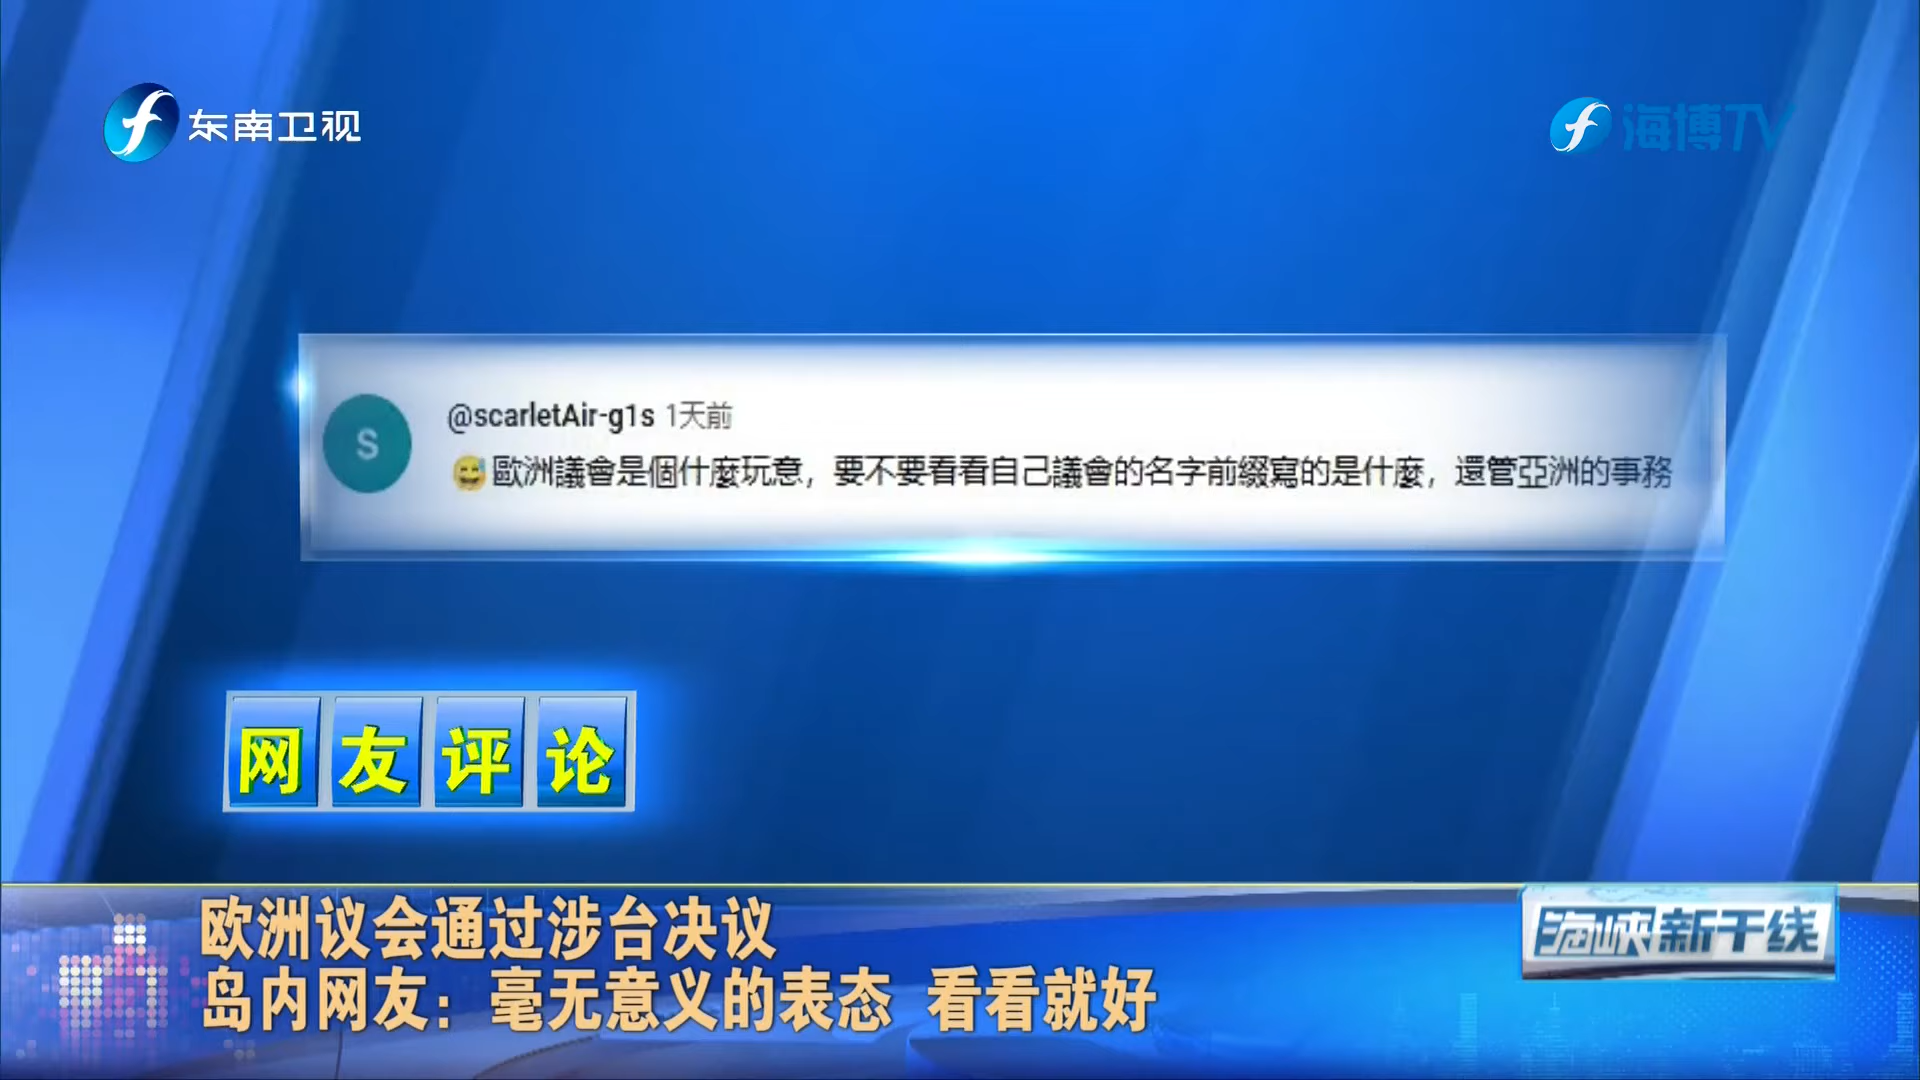 东南卫视
海博TV
@scarletAir-g1s 1天前
😅歐洲議會是個什麼玩意，要不要看看自己議會的名字前綴寫的是什麼，還管亞洲的事務
S
网友评论
欧洲议会通过涉台决议
岛内网友：毫无意义的表态 看看就好
海峡新干线